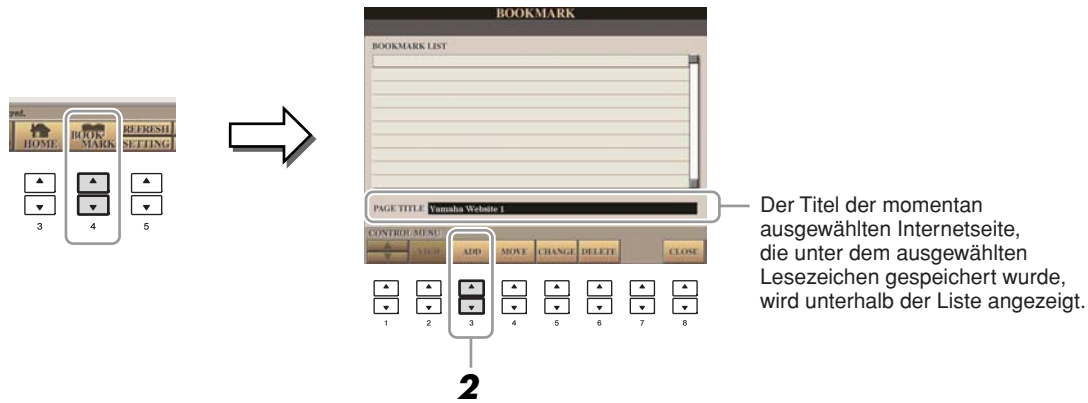 BOOKMARK
BOOKMARK LIST
HOME
BOOK
MARK
REFRESH
SETTING
3
4
5
PAGE TITLE Yamaha Website 1
CONTROL MENU
VIEW ADD MOVE CHANGE DELETE CLOSE
1 2 3 4 5 6 7 8
2
Der Titel der momentan
ausgewählten Internetseite,
die unter dem ausgewählten
Lesezeichen gespeichert wurde,
wird unterhalb der Liste angezeigt.